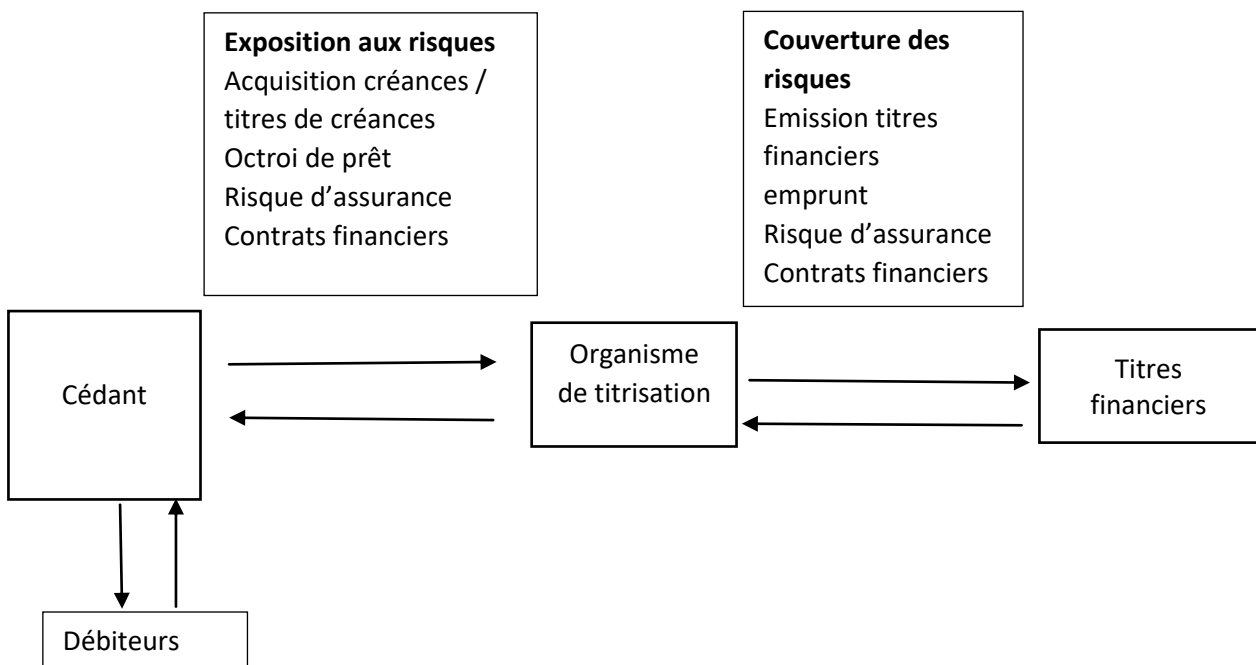 Exposition aux risques
Acquisition créances /
titres de créances
Octroi de prêt
Risque d’assurance
Contrats financiers
Couverture des
risques
Emission titres
financiers
emprunt
Risque d’assurance
Contrats financiers
Cédant
Organisme
de titrisation
Titres
financiers
Débiteurs